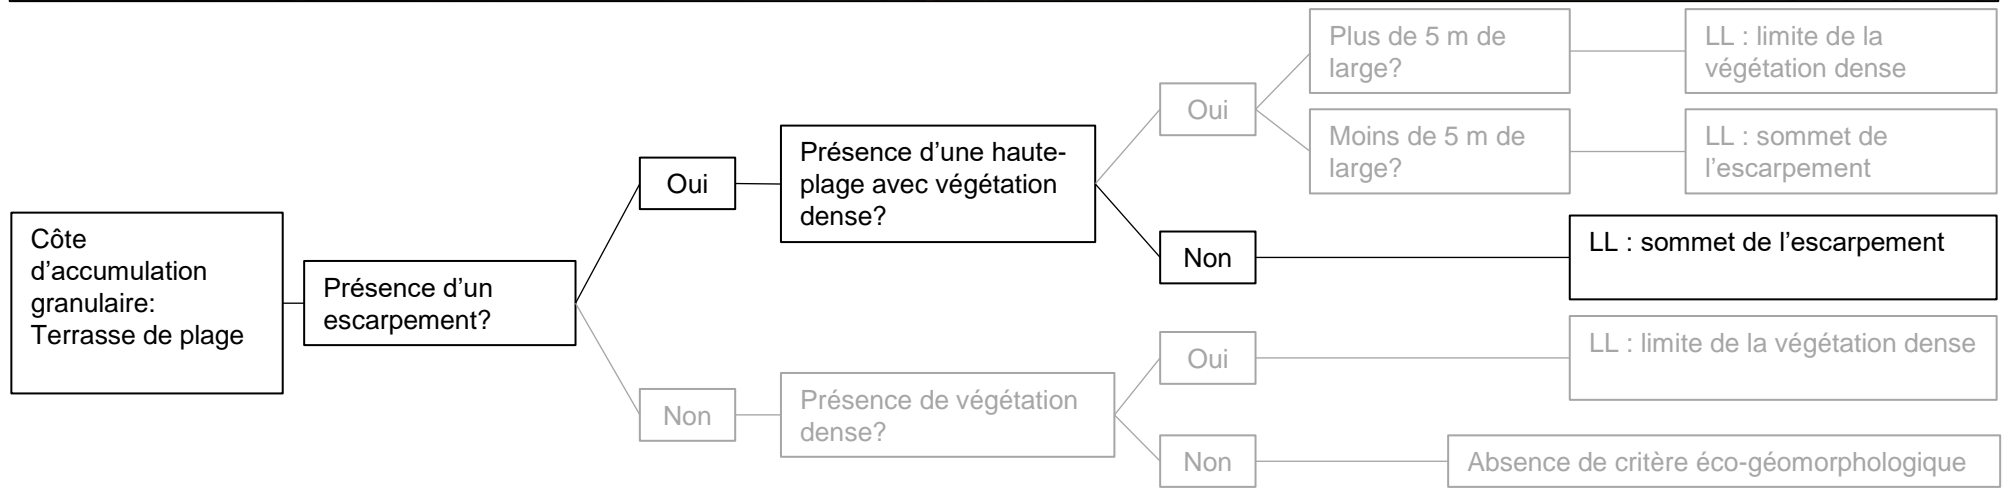 Côte
d’accumulation
granulaire:
Terrasse de plage
Présence d’un
escarpement?
Oui
Présence d’une haute-
plage avec végétation
dense?
Oui
Plus de 5 m de
large?
LL : limite de la
végétation dense
Moins de 5 m de
large?
LL : sommet de
l’escarpement
Non
LL : sommet de l’escarpement
Non
Présence de végétation
dense?
Oui
LL : limite de la végétation dense
Non
Absence de critère éco-géomorphologique